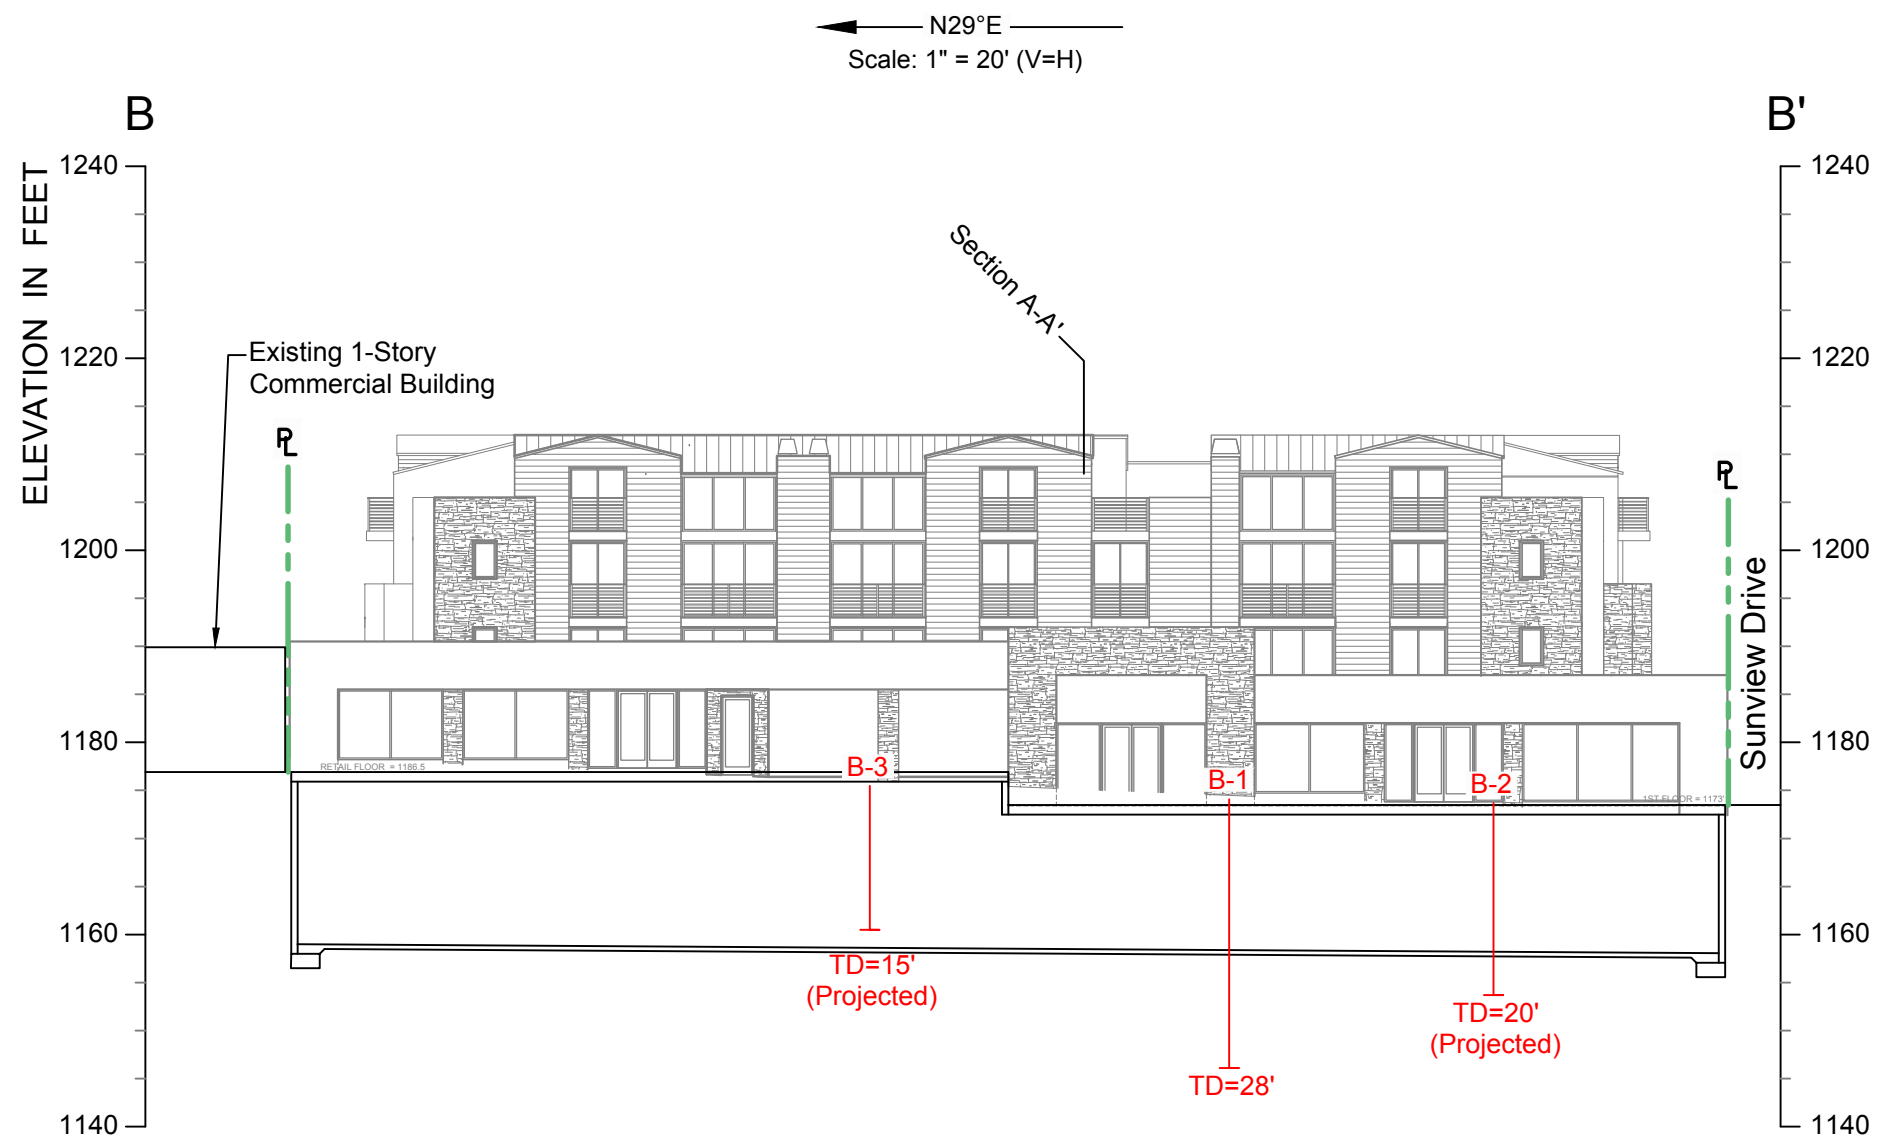 N29°E
Scale: 1" = 20' (V=H)
B
B'
ELEVATION IN FEET
1240
1240
Section A-A'
Existing 1-Story
Commercial Building
1220
1220
PL
PL
1200
1200
Sunview Drive
1180
1180
RETAIL FLOOR = 1186.5
B-3
B-1
B-2
1ST FLOOR = 1173'
1160
1160
TD=15'
(Projected)
TD=20'
(Projected)
TD=28'
1140
1140